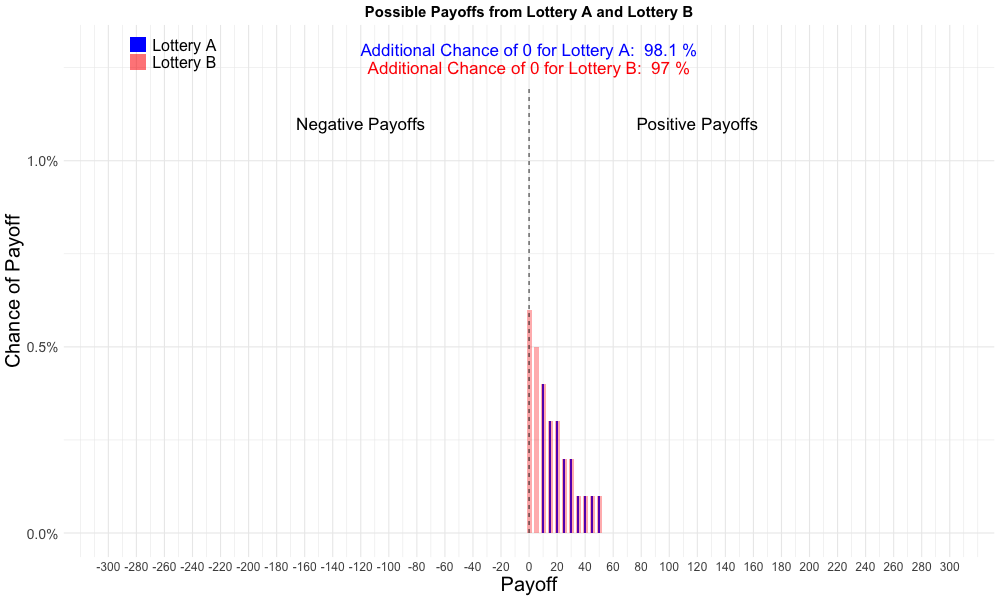 Possible Payoffs from Lottery A and Lottery B
Lottery A
Lottery B
Additional Chance of 0 for Lottery A:  98.1 %
Additional Chance of 0 for Lottery B:  97 %
Negative Payoffs
Positive Payoffs
Chance of Payoff
1.0%
0.5%
0.0%
-300 -280 -260 -240 -220 -200 -180 -160 -140 -120 -100 -80 -60 -40 -20 0 20 40 60 80 100 120 140 160 180 200 220 240 260 280 300
Payoff